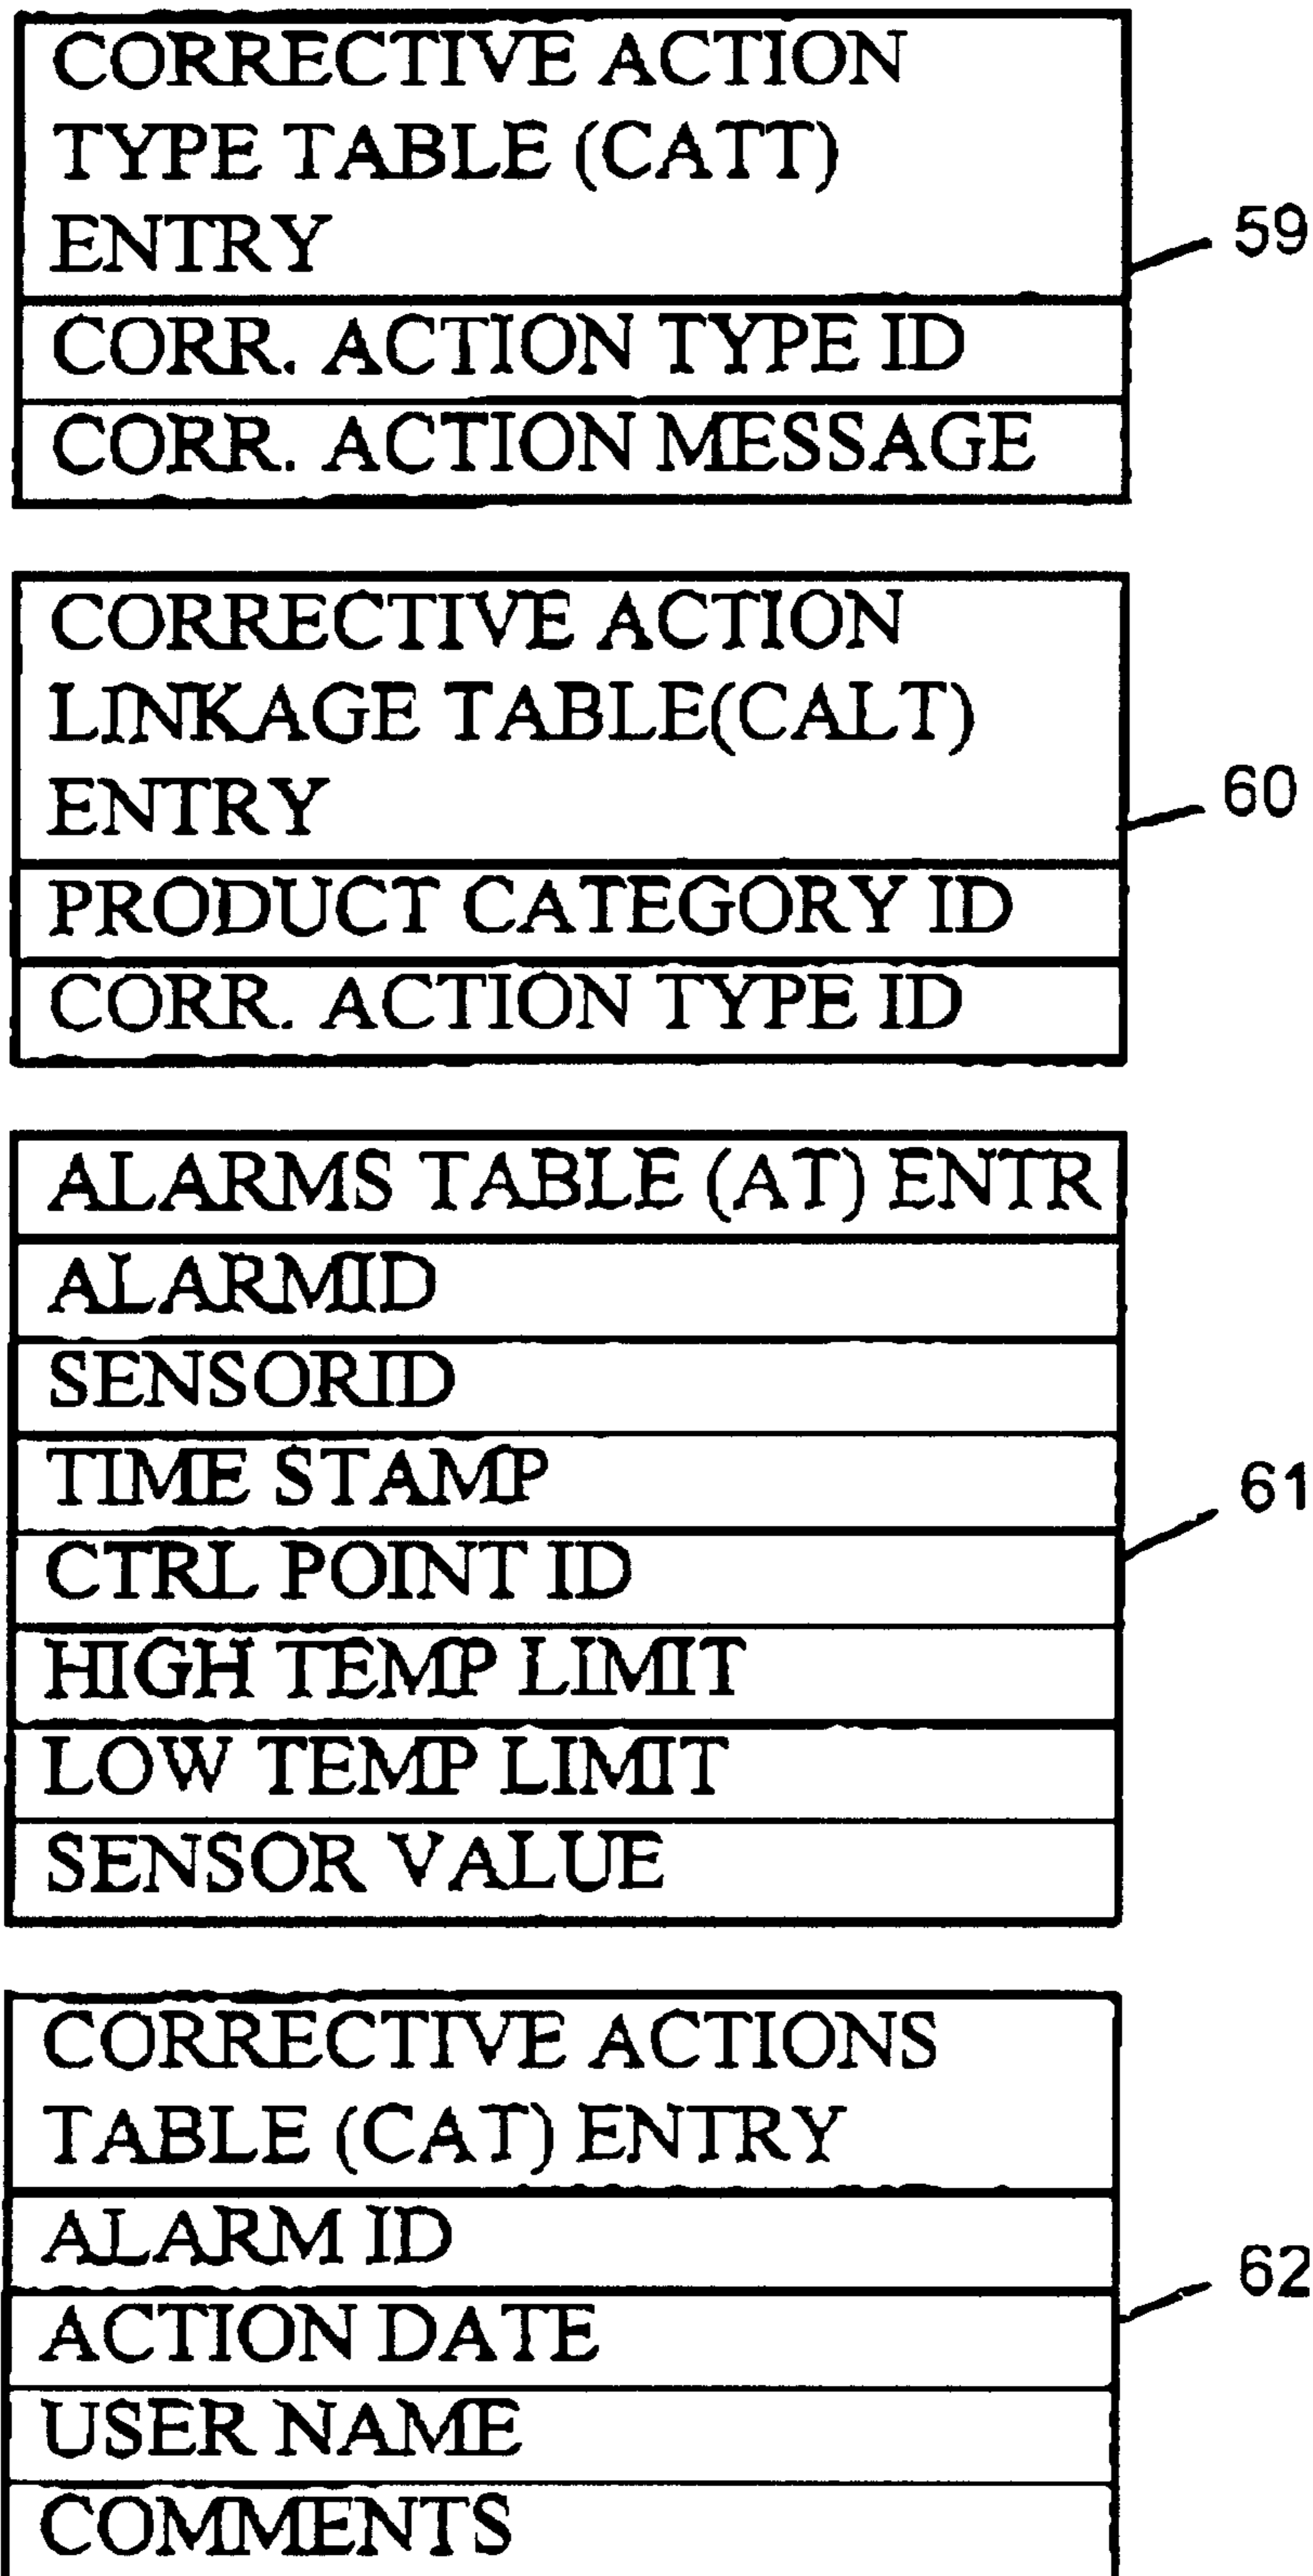 CORRECTIVE ACTION
TYPE TABLE (CATT)
ENTRY
59
CORR. ACTION TYPE ID
CORR. ACTION MESSAGE
CORRECTIVE ACTION
LINKAGE TABLE(CALT)
ENTRY
60
PRODUCT CATEGORY ID
CORR. ACTION TYPE ID
ALARMS TABLE (AT) ENTR
ALARMID
SENSORID
TIME STAMP
61
CTRL POINT ID
HIGH TEMP LIMIT
LOW TEMP LIMIT
SENSOR VALUE
CORRECTIVE ACTIONS
TABLE (CAT) ENTRY
ALARM ID
62
ACTION DATE
USER NAME
COMMENTS